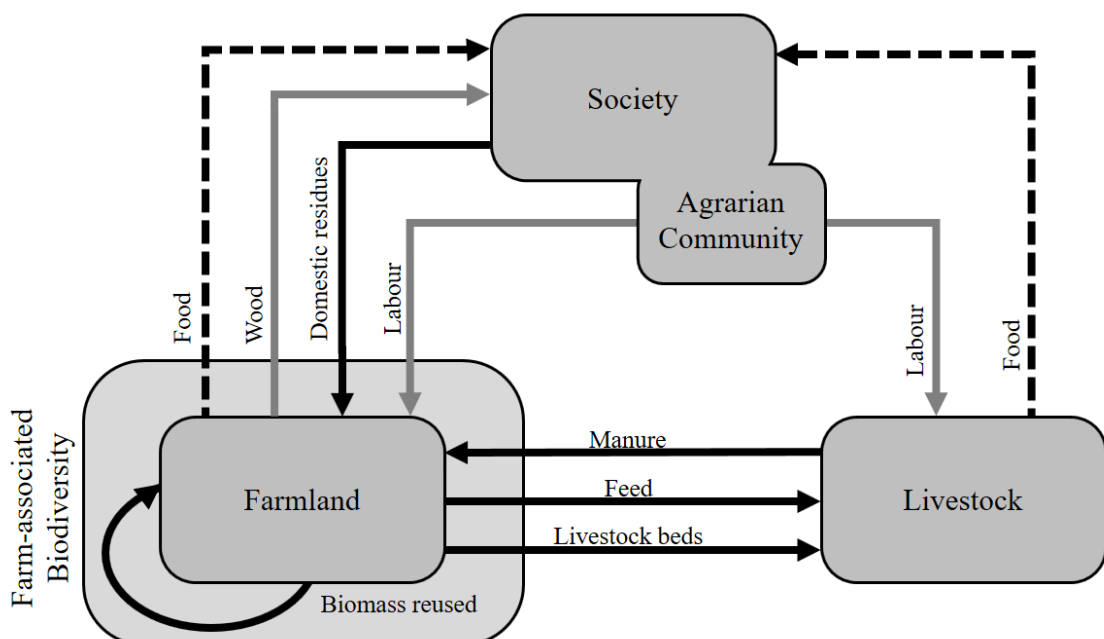 Society
Agrarian
Community
Food
Wood
Domestic residues
Labour
Labour
Food
Farm-associated
Biodiversity
Farmland
Manure
Feed
Livestock beds
Livestock
Biomass reused